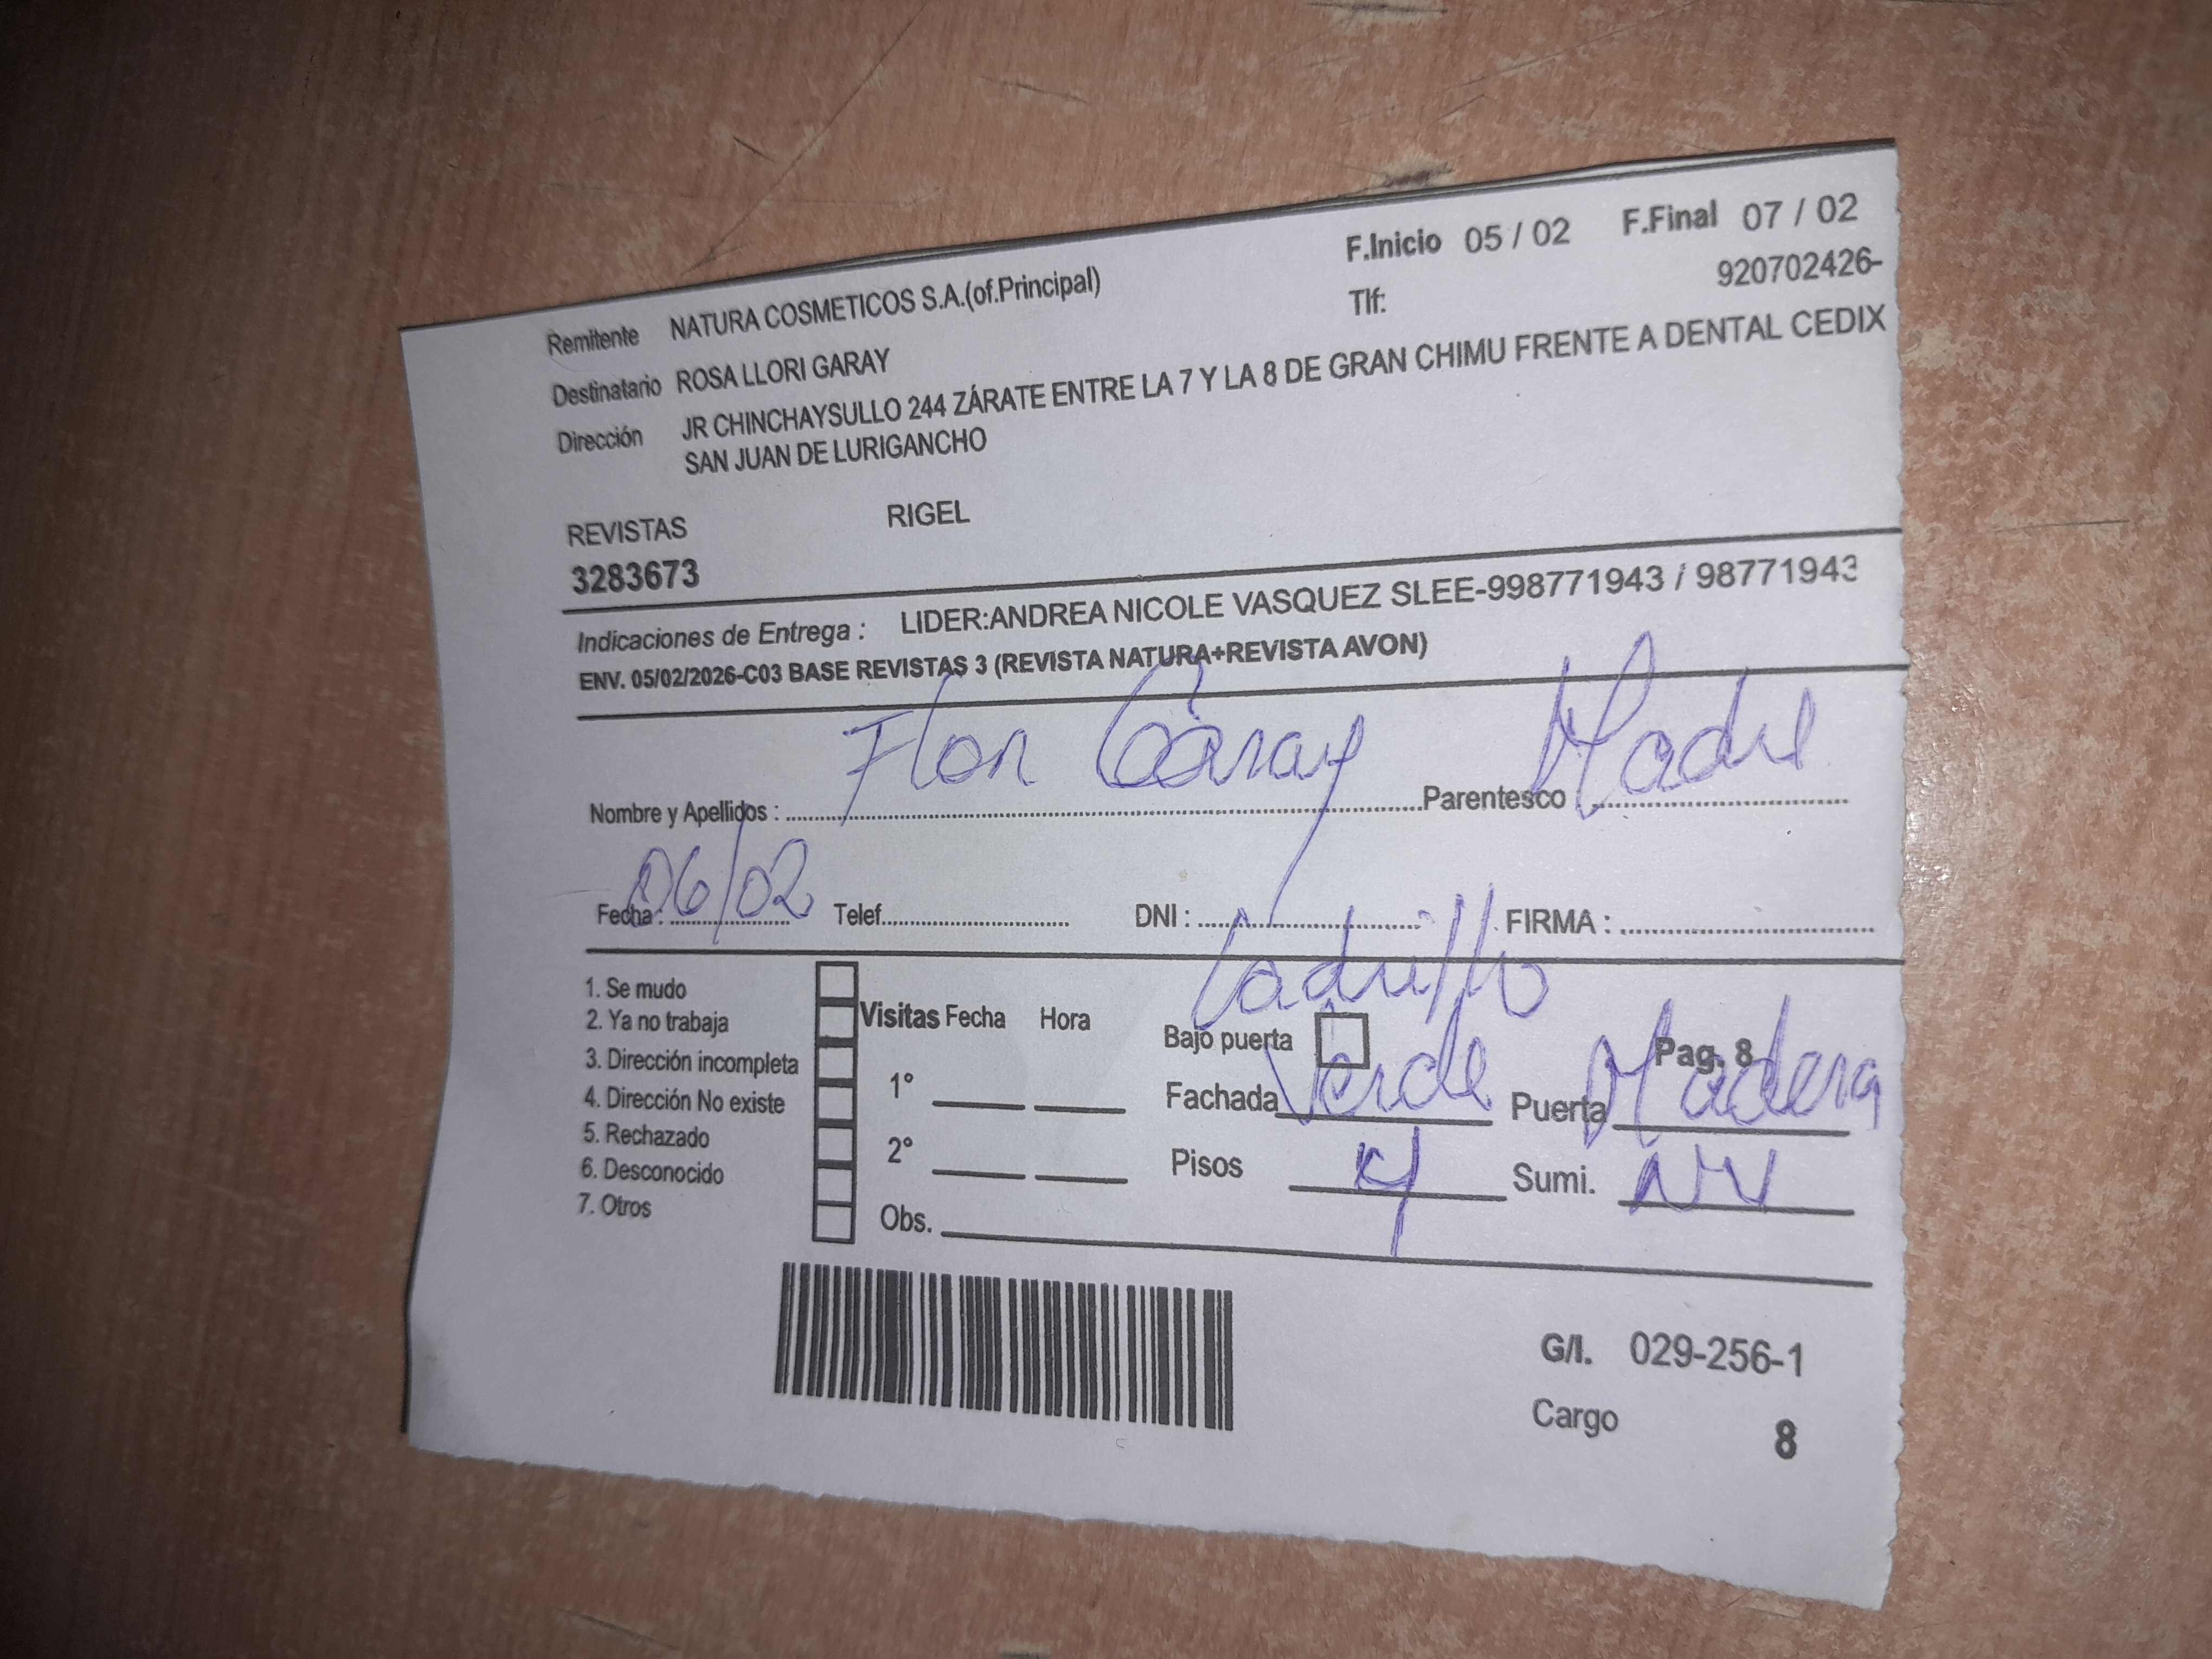 F.Inicio 05 / 02 F.Final 07 / 02
Remitente NATURA COSMETICOS S.A.(of.Principal) Tlf: 920702426-
Destinatario ROSA LLORI GARAY
Dirección JR CHINCHAYSULLO 244 ZÁRATE ENTRE LA 7 Y LA 8 DE GRAN CHIMU FRENTE A DENTAL CEDIX
SAN JUAN DE LURIGANCHO
REVISTAS RIGEL
3283673
Indicaciones de Entrega : LIDER:ANDREA NICOLE VASQUEZ SLEE-998771943 / 98771943
ENV. 05/02/2026-C03 BASE REVISTAS 3 (REVISTA NATURA+REVISTA AVON)
Nombre y Apellidos : Flor Garay Parentesco Madre
Fecha : 06/02 Telef. DNI : FIRMA :
Ladrillo
1. Se mudo
2. Ya no trabaja
3. Dirección incompleta
4. Dirección No existe
5. Rechazado
6. Desconocido
7. Otros
Visitas Fecha Hora
1°
2°
Obs.
Bajo puerta Pag. 8
Fachada Verde Puerta Madera
Pisos 4 Sumi. NV
G/I. 029-256-1
Cargo 8